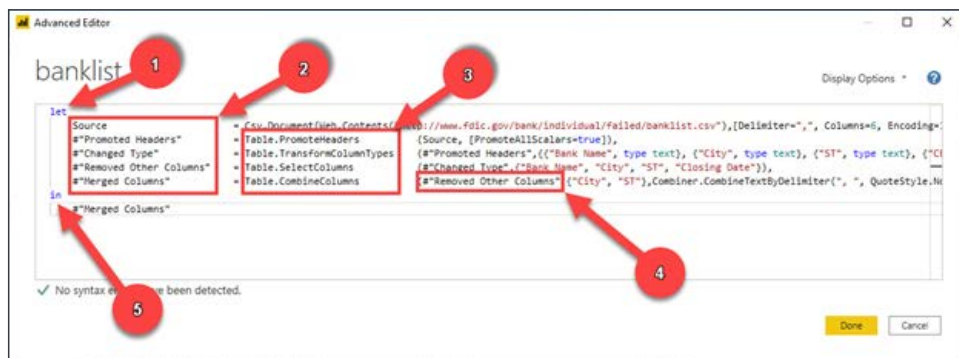 Advanced Editor
banklist
Display Options
let
Source = Csv.Document(Web.Contents( ://www.fdic.gov/bank/individual/failed/banklist.csv"),[Delimiter=",", Columns=6, Encoding=
#"Promoted Headers" = Table.PromoteHeaders (Source, [PromoteAllScalars=true]),
#"Changed Type" = Table.TransformColumnTypes (#"Promoted Headers",{{"Bank Name", type text}, {"City", type text}, {"ST", type text},
#"Removed Other Columns" = Table.SelectColumns (#"Changed Type",{"Bank Name", "City", "ST", "Closing Date"}),
#"Merged Columns" = Table.CombineColumns (#"Removed Other Columns",{"City", "ST"},Combiner.CombineTextByDelimiter(", ", QuoteStyle.
in
#"Merged Columns"
No syntax have been detected.
Done Cancel
1
2
3
4
5